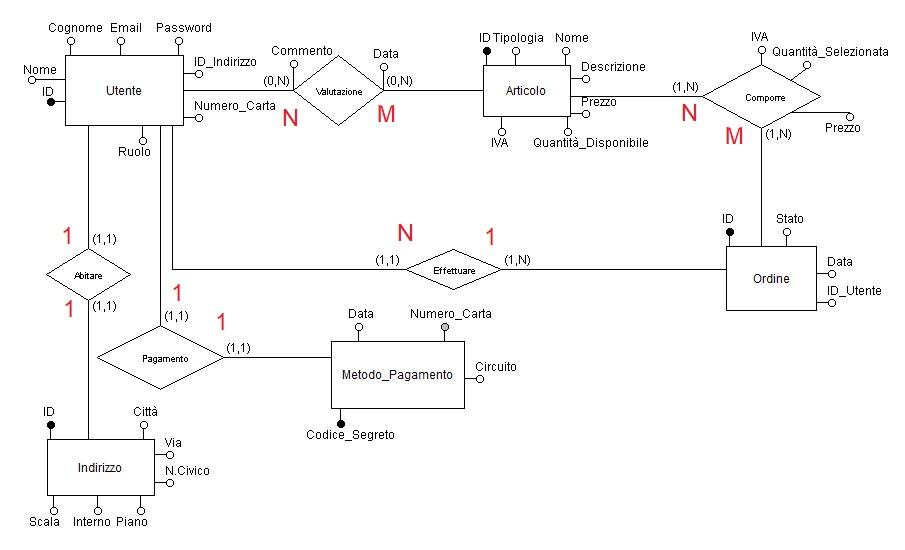 Cognome Email Password
Nome
ID
Utente
ID_Indirizzo
Numero_Carta
Ruolo
Commento
(0,N)
N
Valutazione
Data
(0,N)
M
ID Tipologia Nome
Articolo
Descrizione
Prezzo
IVA
Quantità_Disponibile
(1,N)
N
IVA
Quantità_Selezionata
Comporre
Prezzo
M
(1,N)
1
(1,1)
Abitare
1
(1,1)
1
(1,1)
Pagamento
1
(1,1)
N
(1,1)
Effettuare
1
(1,N)
ID
Stato
Ordine
Data
ID_Utente
Data
Numero_Carta
Metodo_Pagamento
Circuito
Codice_Segreto
ID
Città
Indirizzo
Via
N.Civico
Scala Interno Piano